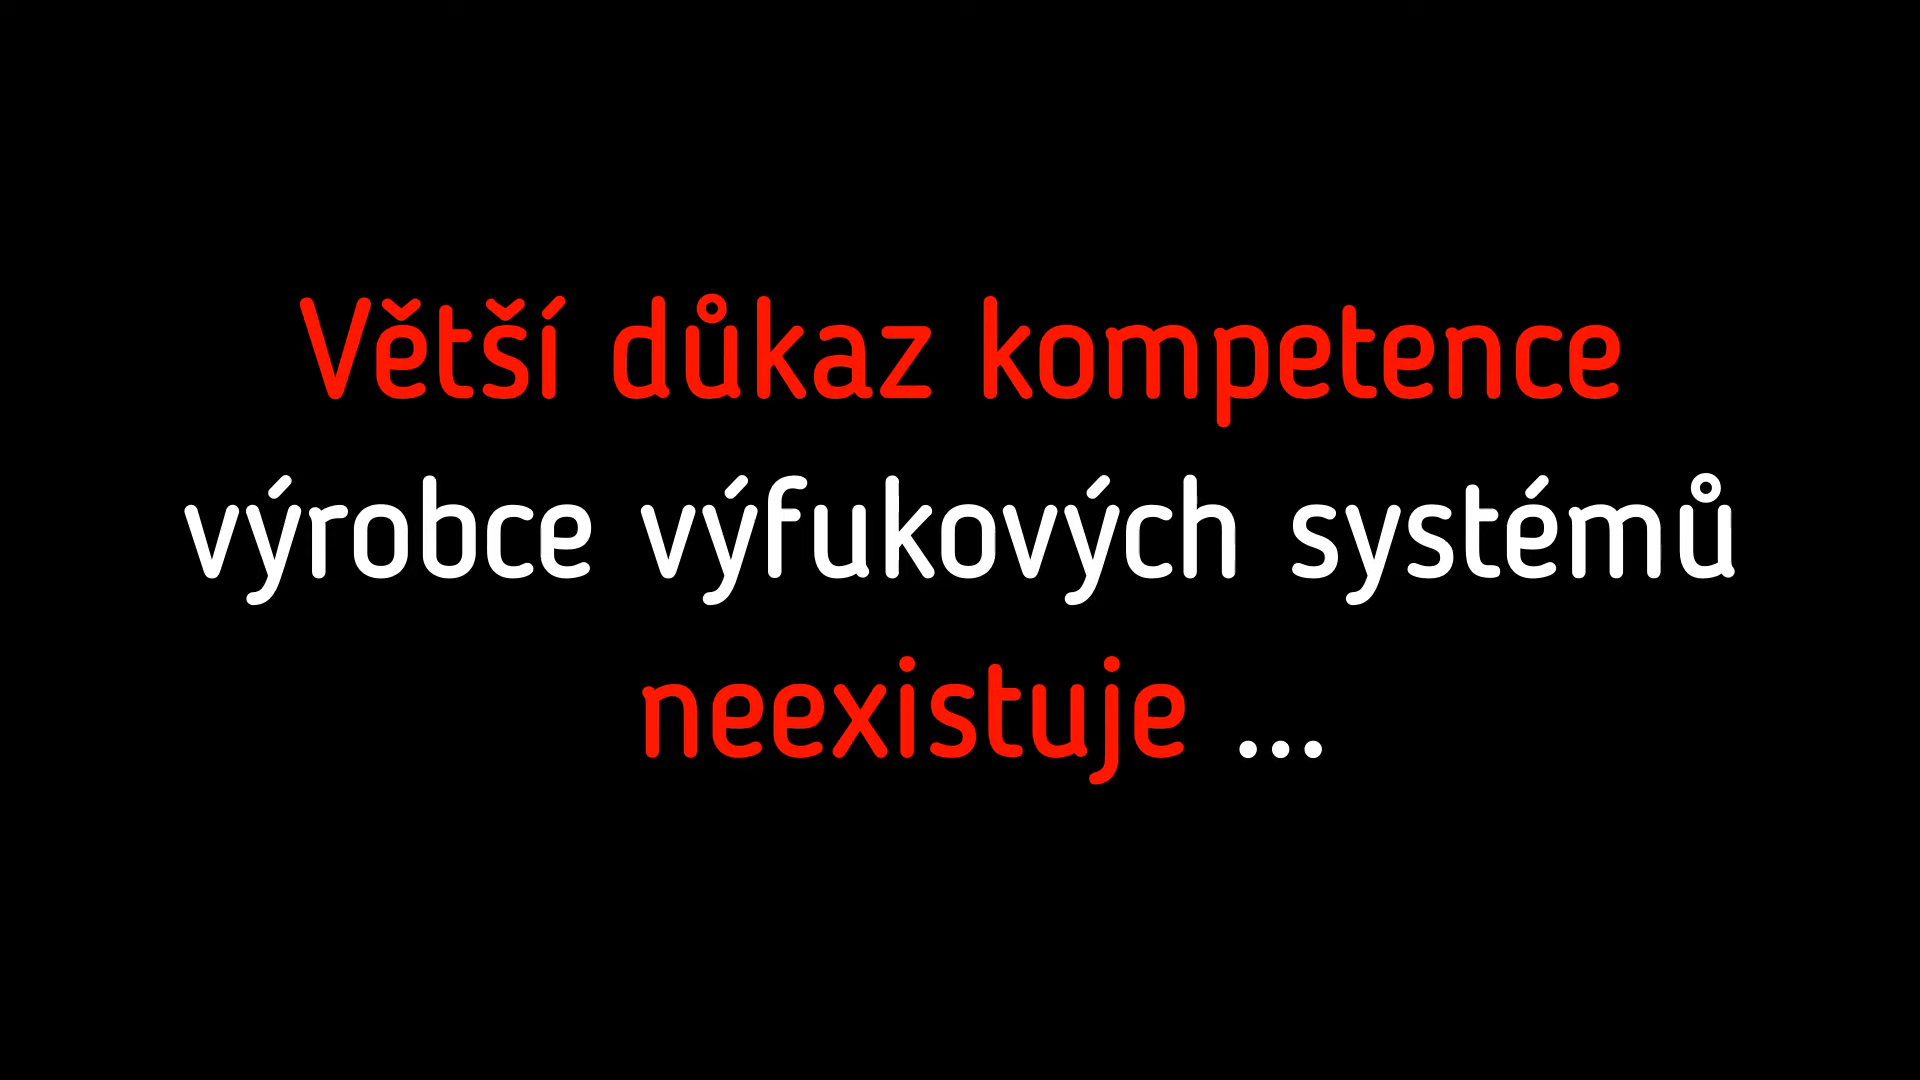 Větší důkaz kompetence
výrobce výfukových systémů
neexistuje ...